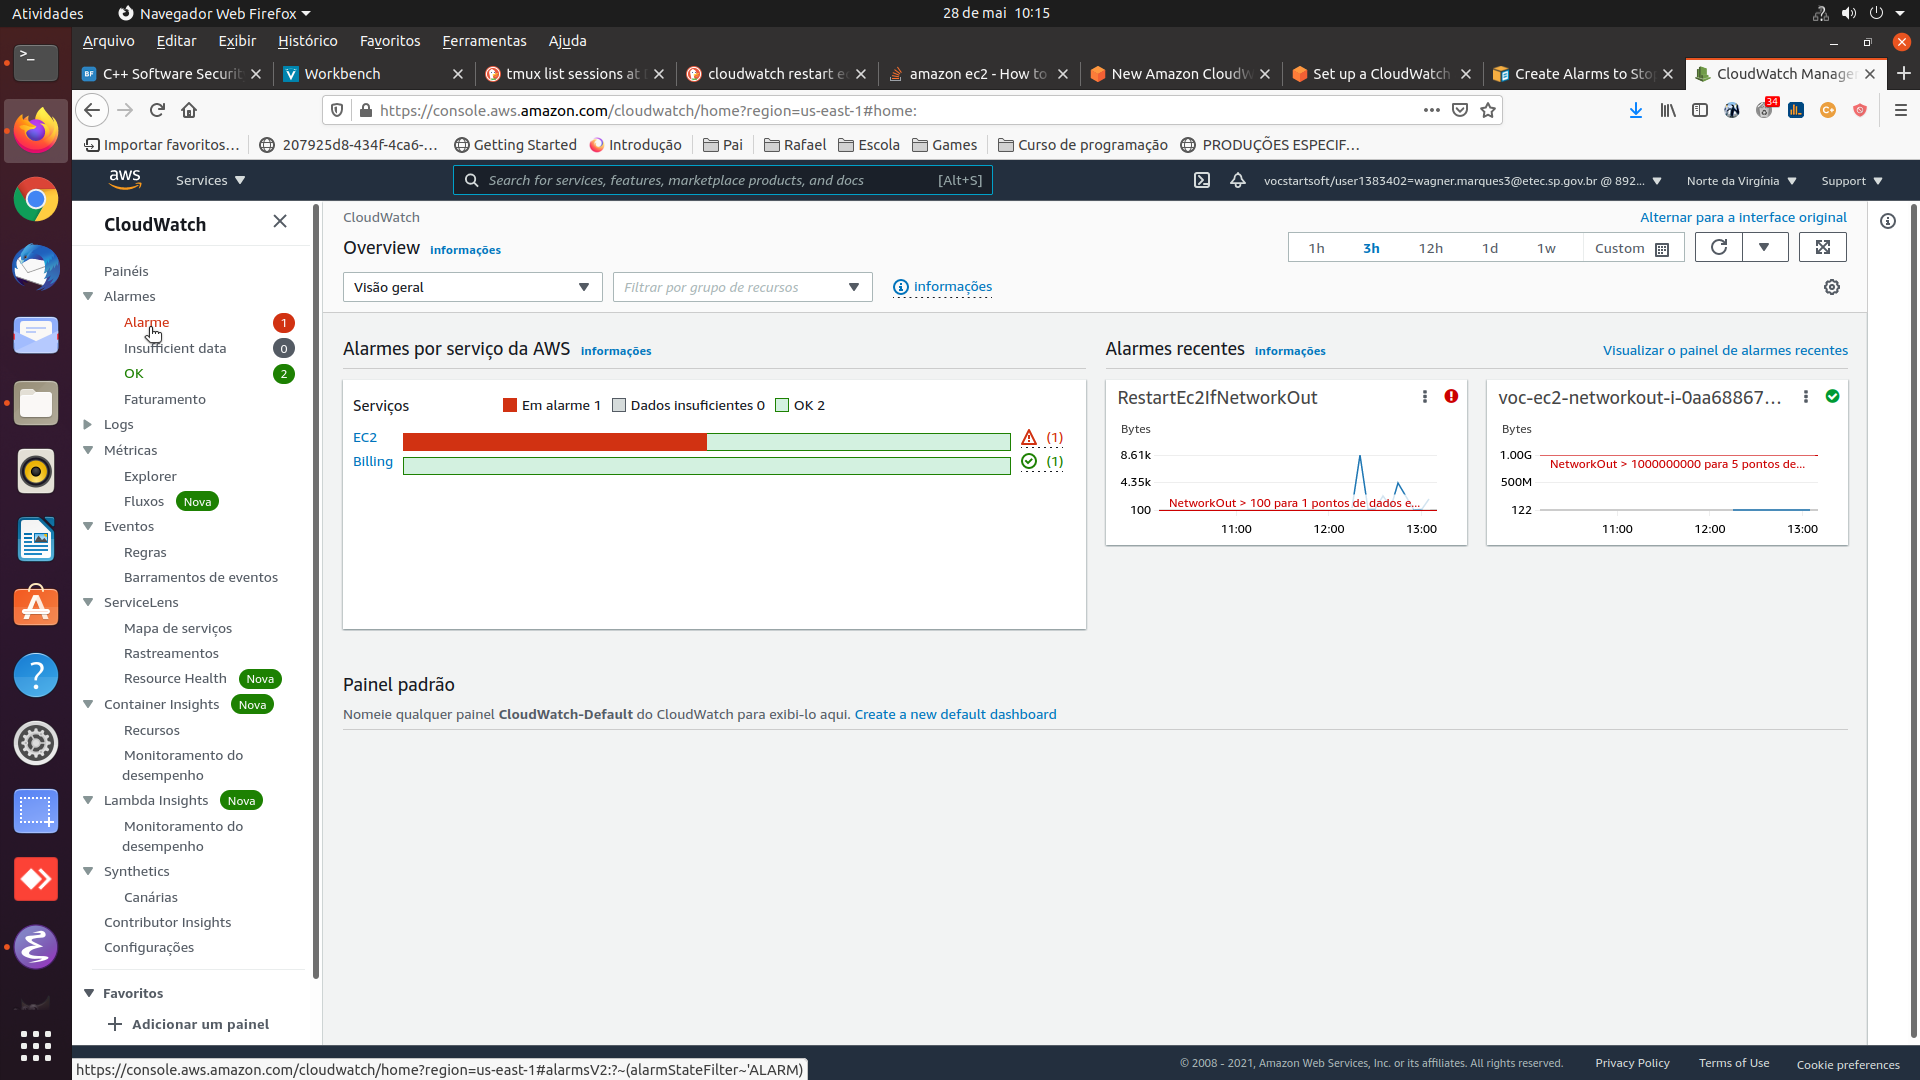 Atividades
Navegador Web Firefox
28 de mai 10:15
Arquivo Editar Exibir Histórico Favoritos Ferramentas Ajuda
C++ Software Securit
Workbench
tmux list sessions at
cloudwatch restart e
amazon ec2 - How to
New Amazon CloudW
Set up a CloudWatch
Create Alarms to Sto
CloudWatch Manage
https://console.aws.amazon.com/cloudwatch/home?region=us-east-1#home:
34
Importar favoritos...
207925d8-434f-4ca6-...
Getting Started
Introdução
Pai
Rafael
Escola
Games
Curso de programação
PRODUÇÕES ESPECIF...
aws
Services
Search for services, features, marketplace products, and docs [Alt+S]
vocstartsoft/user1383402=wagner.marques3@etec.sp.gov.br @ 892...
Norte da Virgínia
Support
CloudWatch
Painéis
Alarmes
Alarme 1
Insufficient data 0
OK 2
Faturamento
Logs
Métricas
Explorer
Fluxos Nova
Eventos
Regras
Barramentos de eventos
ServiceLens
Mapa de serviços
Rastreamentos
Resource Health Nova
Container Insights Nova
Recursos
Monitoramento do
desempenho
Lambda Insights Nova
Monitoramento do
desempenho
Synthetics
Canárias
Contributor Insights
Configurações
Favoritos
Adicionar um painel
CloudWatch
Alternar para a interface original
Overview Informações
1h 3h 12h 1d 1w Custom
Visão geral
Filtrar por grupo de recursos
Informações
Alarmes por serviço da AWS Informações
Serviços
Em alarme 1 Dados insuficientes 0 OK 2
EC2 (1)
Billing (1)
Alarmes recentes Informações
Visualizar o painel de alarmes recentes
RestartEc2IfNetworkOut
Bytes
8.61k
4.35k
100
NetworkOut > 100 para 1 pontos de dados e...
11:00 12:00 13:00
voc-ec2-networkout-i-0aa68867...
Bytes
1.00G
500M
122
NetworkOut > 1000000000 para 5 pontos de...
11:00 12:00 13:00
Painel padrão
Nomeie qualquer painel CloudWatch-Default do CloudWatch para exibi-lo aqui. Create a new default dashboard
© 2008 - 2021, Amazon Web Services, Inc. or its affiliates. All rights reserved.
Privacy Policy
Terms of Use
Cookie preferences
https://console.aws.amazon.com/cloudwatch/home?region=us-east-1#alarmsV2:?~(alarmStateFilter~'ALARM)